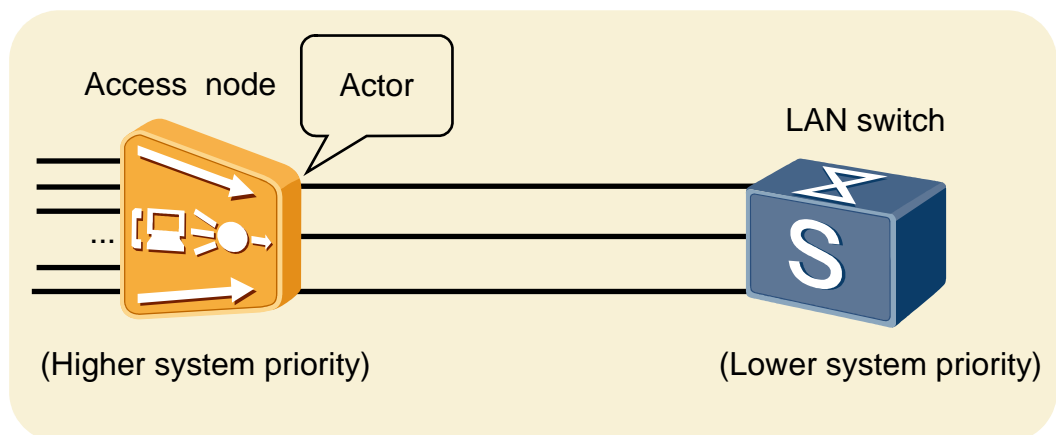 Access node
Actor
LAN switch
...
S
(Higher system priority)
(Lower system priority)